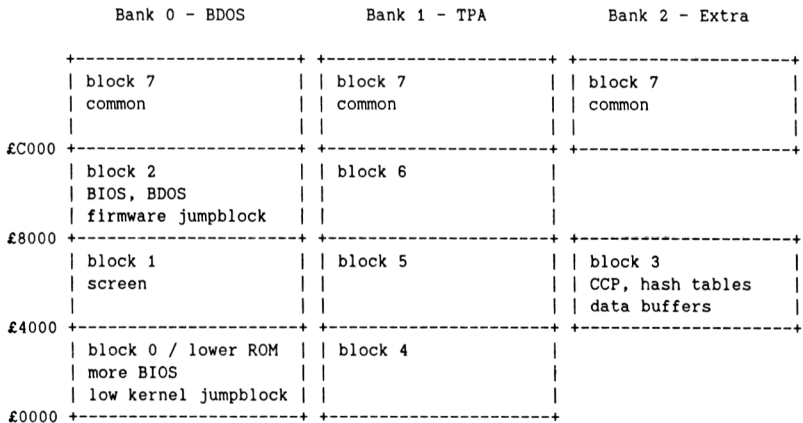 Bank 0 - BDOS Bank 1 - TPA Bank 2 - Extra
block 7 block 7 block 7
common common common
£C000
block 2 block 6
BIOS, BDOS
firmware jumpblock
£8000
block 1 block 5 block 3
screen CCP, hash tables
data buffers
£4000
block 0 / lower ROM block 4
more BIOS
low kernel jumpblock
£0000